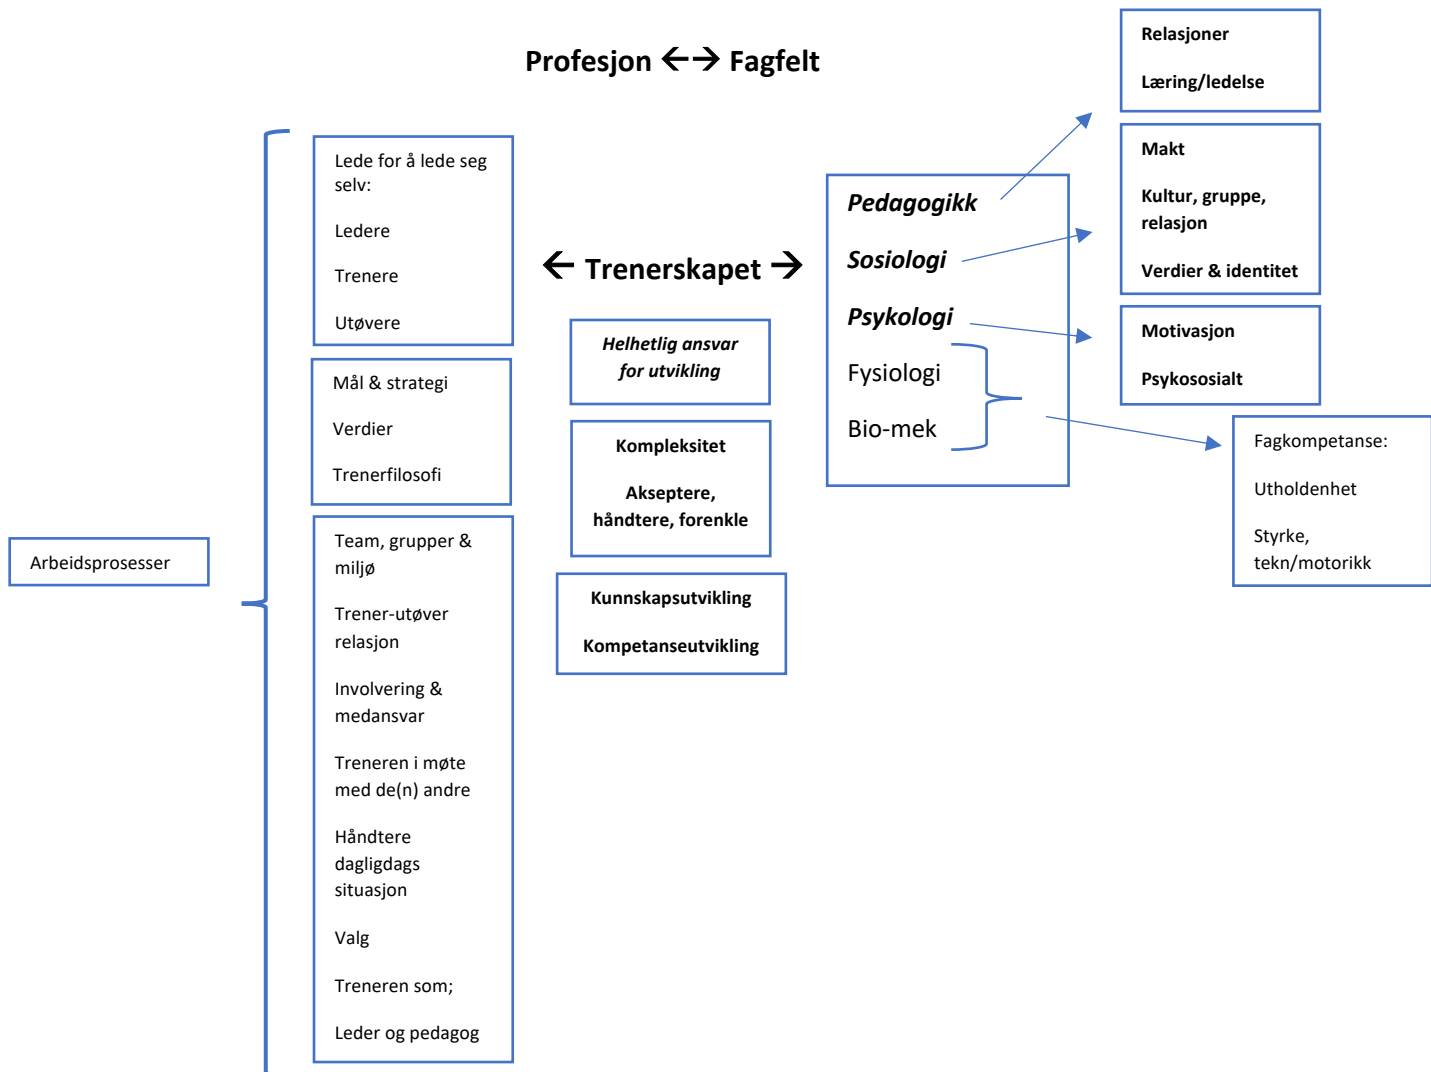 Profesjon ←→ Fagfelt
Arbeidsprosesser
Lede for å lede seg
selv:
Ledere
Trenere
Utøvere
Mål & strategi
Verdier
Trenerfilosofi
Team, grupper &
miljø
Trener-utøver
relasjon
Involvering &
medansvar
Treneren i møte
med de(n) andre
Håndtere
dagligdags
situasjon
Valg
Treneren som;
Leder og pedagog
← Trenerskapet →
Helhetlig ansvar
for utvikling
Kompleksitet
Akseptere,
håndtere, forenkle
Kunnskapsutvikling
Kompetanseutvikling
Pedagogikk
Sosiologi
Psykologi
Fysiologi
Bio-mek
Relasjoner
Læring/ledelse
Makt
Kultur, gruppe,
relasjon
Verdier & identitet
Motivasjon
Psykososialt
Fagkompetanse:
Utholdenhet
Styrke,
tekn/motorikk